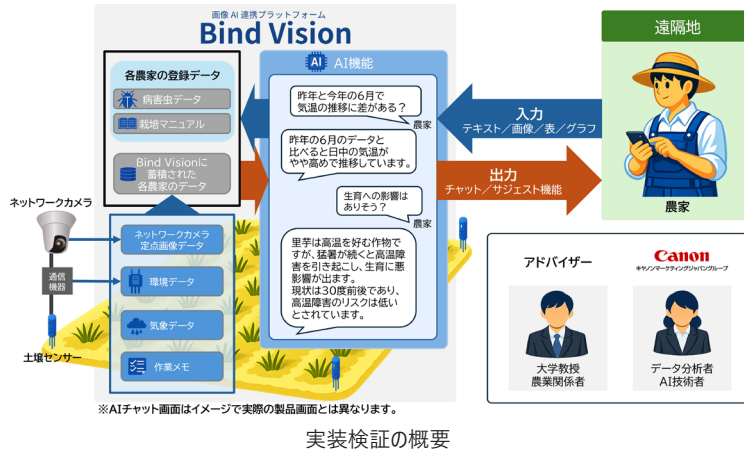 画像AI連携プラットフォーム
Bind Vision
各農家の登録データ
病害虫データ
栽培マニュアル
Bind Visionに
蓄積された
各農家のデータ
ネットワークカメラ
ネットワークカメラ
定点画像データ
通信
機器
環境データ
気象データ
土壌センサー
作業メモ
AI
AI機能
昨年と今年の6月で
気温の推移に差がある?
農家
昨年の6月のデータと
比べると日中の気温が
やや高めで推移しています。
生育への影響は
ありそう?
農家
里芋は高温を好む作物で
すが、猛暑が続くと高温障
害を引き起こし、生育に悪
影響が出ます。
現状は30度前後であり、
高温障害のリスクは低い
とされています。
入力
テキスト/画像/表/グラフ
出力
チャット/サジェスト機能
遠隔地
農家
アドバイザー
大学教授
農業関係者
Canon
キヤノンマーケティングジャパングループ
データ分析者
AI技術者
※AIチャット画面はイメージで実際の製品画面とは異なります。
実装検証の概要